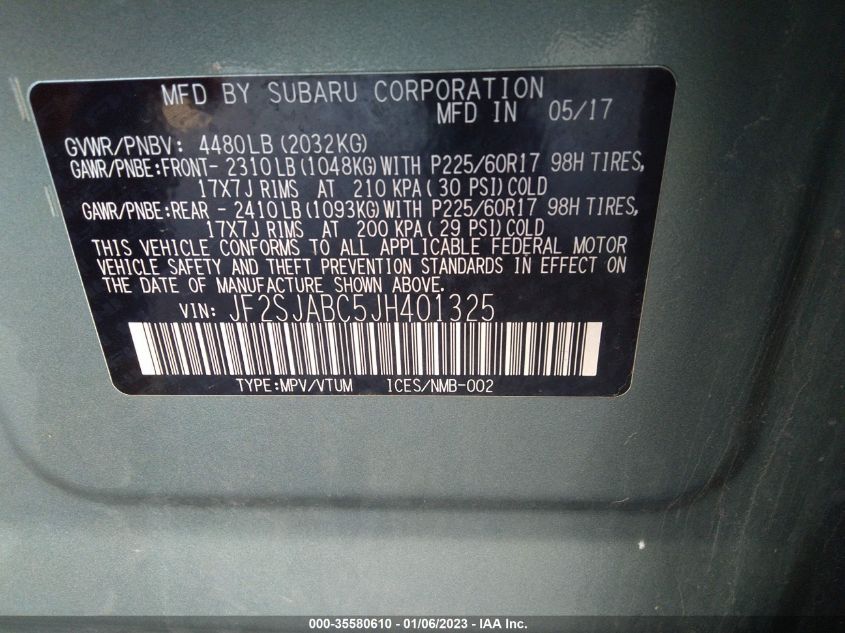 MFD BY SUBARU CORPORATION
MFD IN 05/17
GVWR/PNBV: 4480LB (2032KG)
GAWR/PNBE:FRONT- 2310LB (1048KG) WITH P225/60R17 98H TIRES,
17X7J RIMS AT 210 KPA (30 PSI) COLD
GAWR/PNBE:REAR - 2410LB (1093KG) WITH P225/60R17 98H TIRES,
17X7J RIMS AT 200 KPA (29 PSI) COLD
THIS VEHICLE CONFORMS TO ALL APPLICABLE FEDERAL MOTOR
VEHICLE SAFETY AND THEFT PREVENTION STANDARDS IN EFFECT ON
THE DATE OF MANUFACTURE SHOWN ABOVE.
VIN: JF2SJABC5JH401325
TYPE:MPV/VTUM ICES/NMB-002
000-35580610 - 01/06/2023 - IAA Inc.